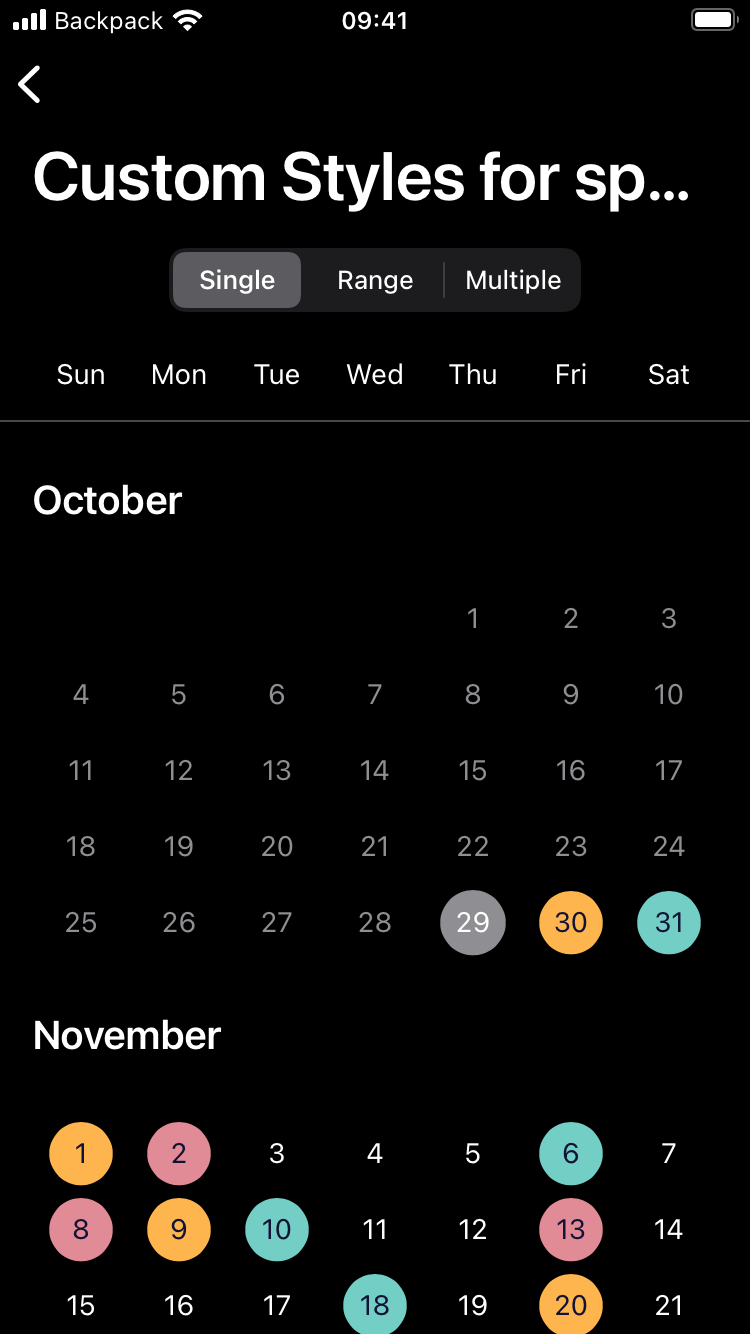 Backpack 09:41
Custom Styles for sp...
Single Range Multiple
Sun Mon Tue Wed Thu Fri Sat
October
1 2 3
4 5 6 7 8 9 10
11 12 13 14 15 16 17
18 19 20 21 22 23 24
25 26 27 28 29 30 31
November
1 2 3 4 5 6 7
8 9 10 11 12 13 14
15 16 17 18 19 20 21